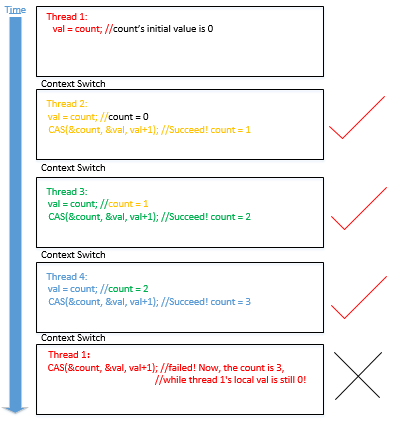 Time
Thread 1:
val = count; //count's initial value is 0
Context Switch
Thread 2:
val = count; //count = 0
CAS(&count, &val, val+1); //Succeed! count = 1
Context Switch
Thread 3:
val = count; //count = 1
CAS(&count, &val, val+1); //Succeed! count = 2
Context Switch
Thread 4:
val = count; //count = 2
CAS(&count, &val, val+1); //Succeed! count = 3
Context Switch
Thread 1:
CAS(&count, &val, val+1); //failed! Now, the count is 3,
//while thread 1's local val is still 0!